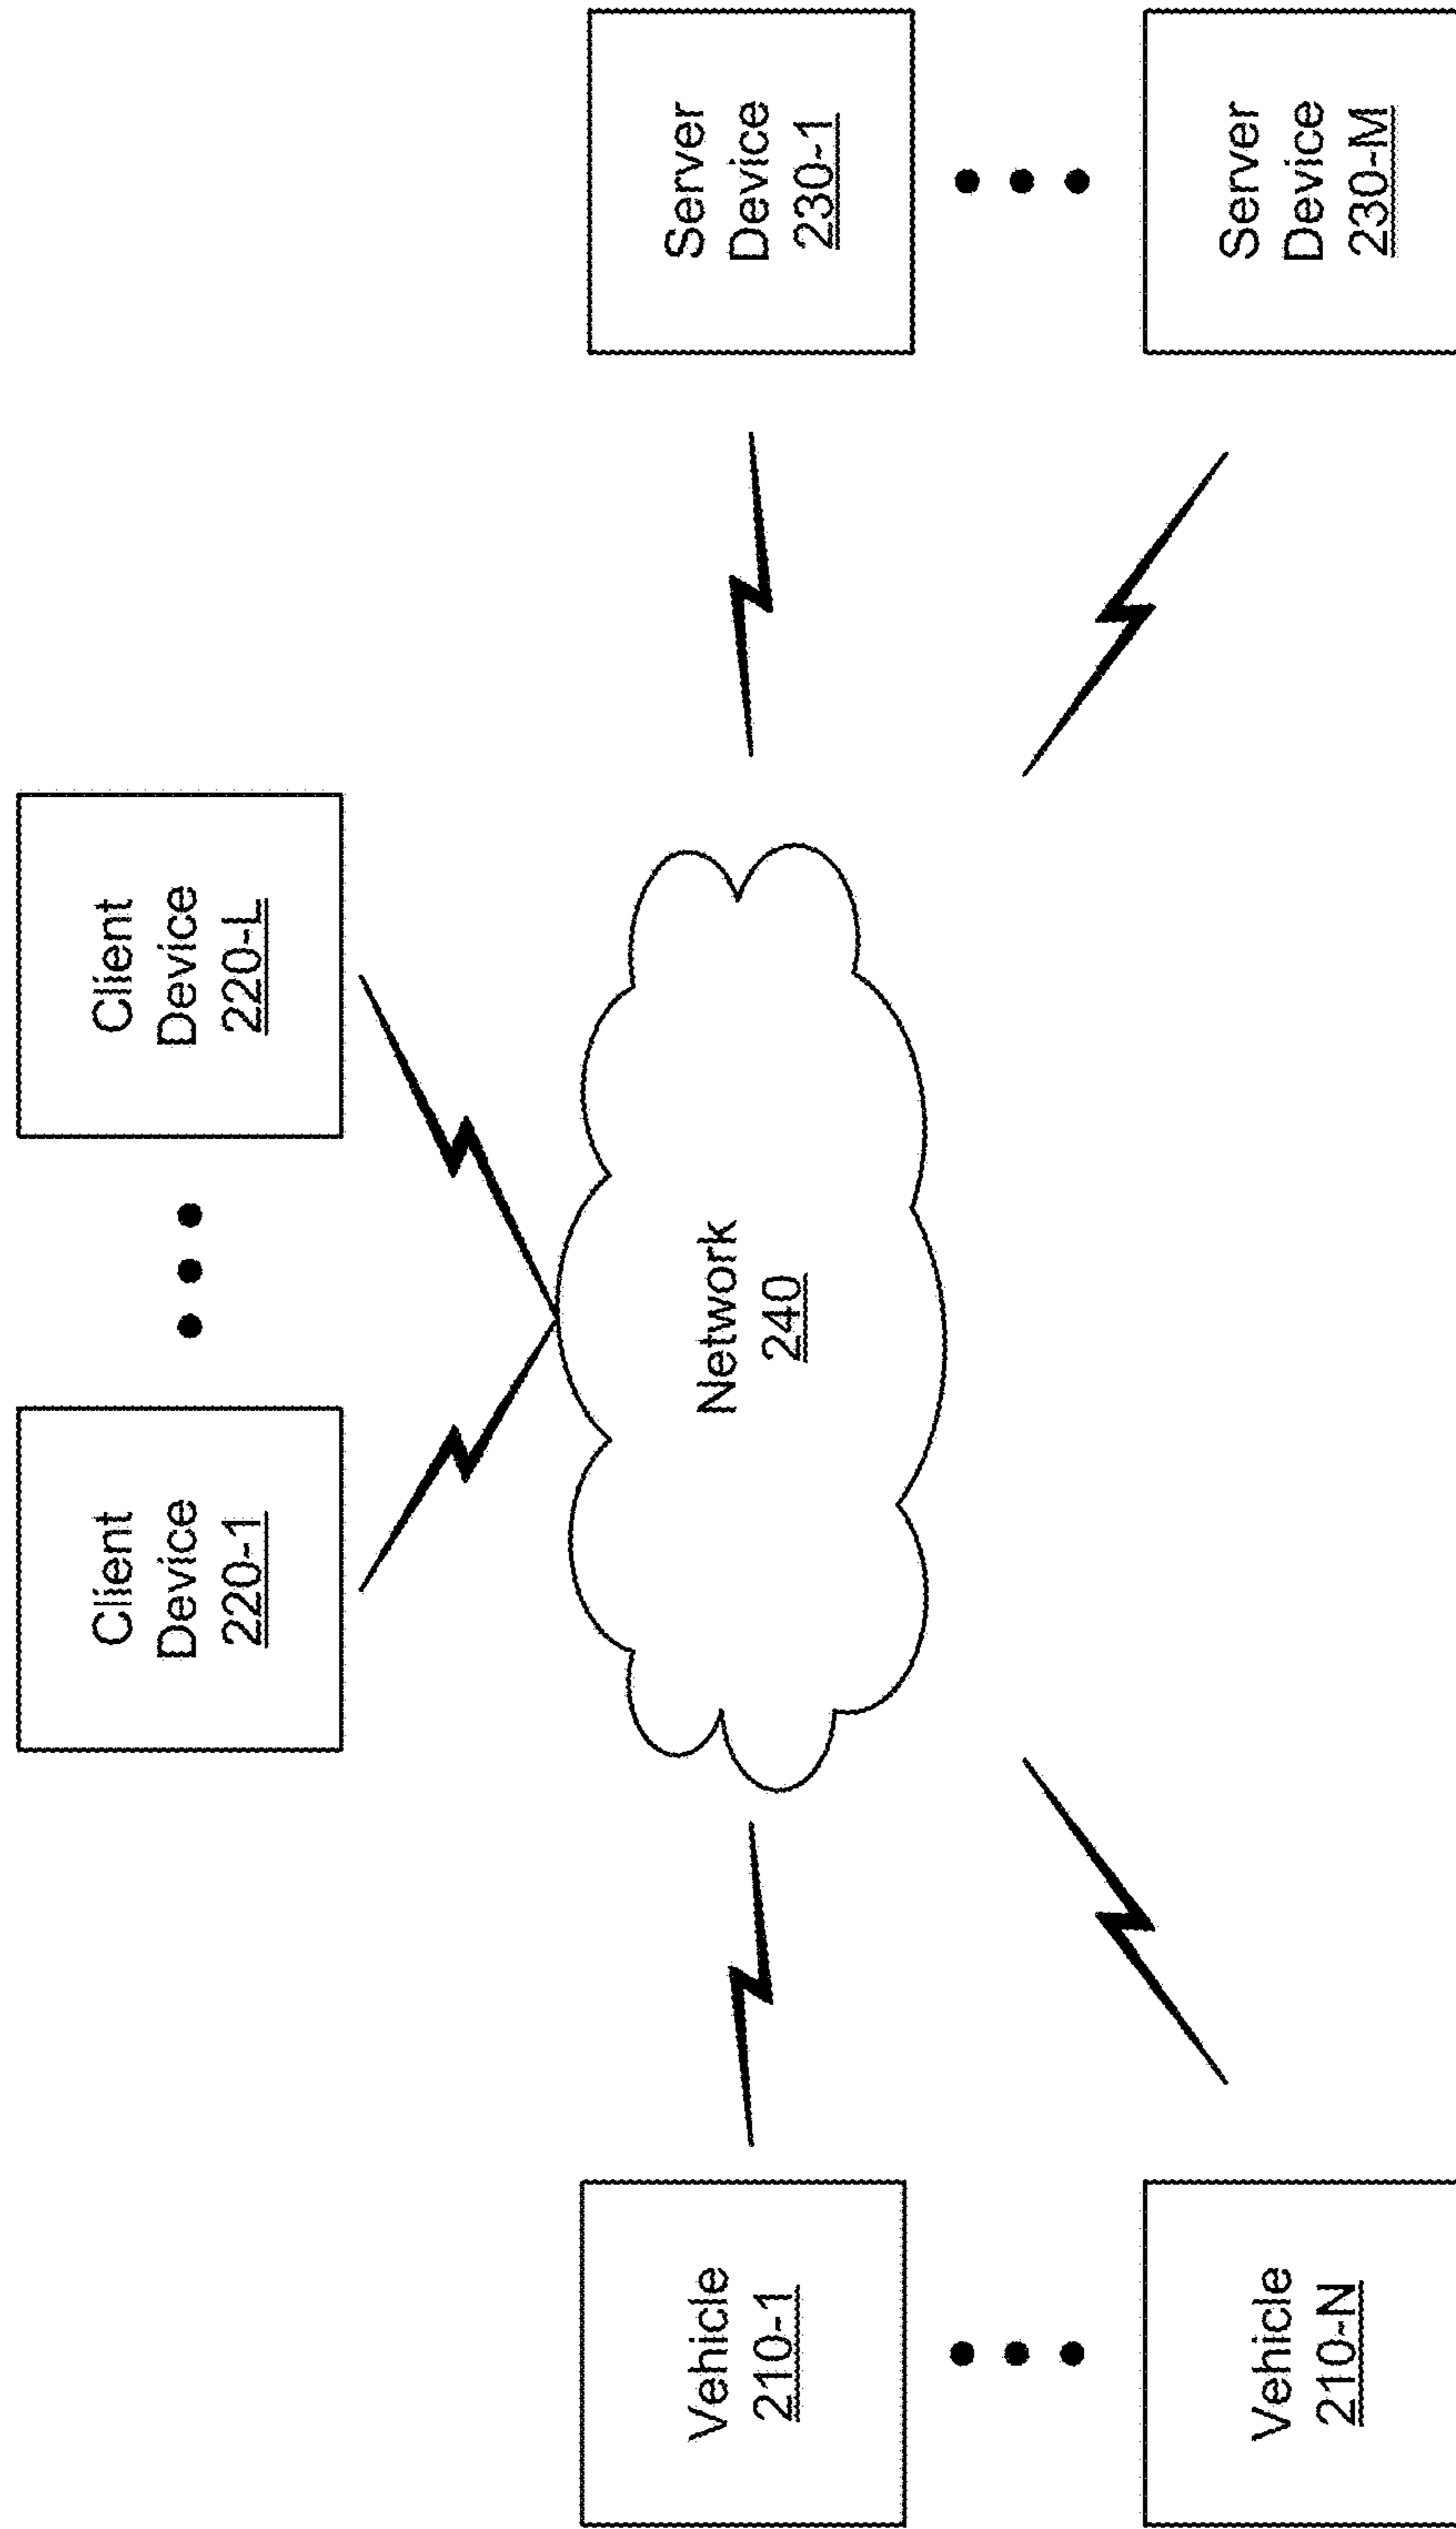 Client
Device
220-1
Client
Device
220-L
Vehicle
210-1
Network
240
Server
Device
230-1
Vehicle
210-N
Server
Device
230-M